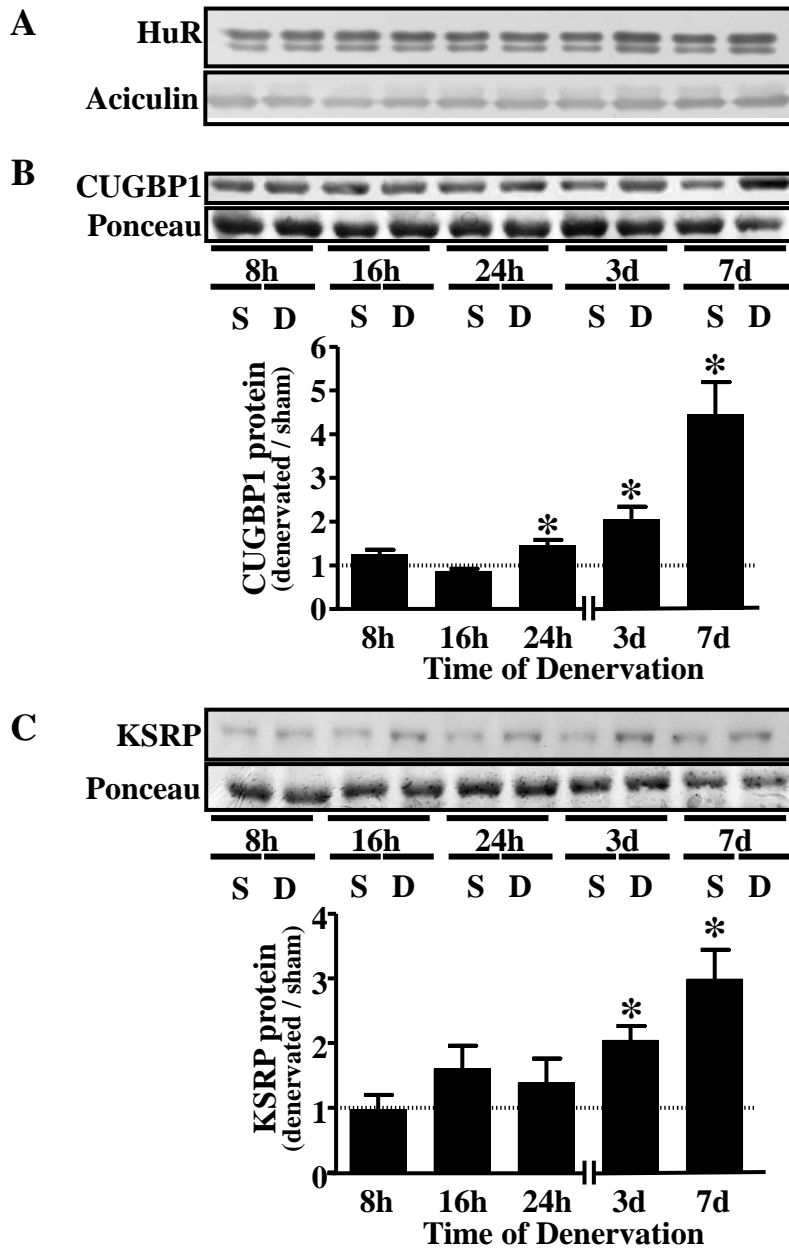 A
HuR
Aciculin
B
CUGBP1
Ponceau
8h 16h 24h 3d 7d
S D S D S D S D S D
CUGBP1 protein
(denervated / sham)
6
5
4
3
2
1
0
* * *
8h 16h 24h 3d 7d
Time of Denervation
C
KSRP
Ponceau
8h 16h 24h 3d 7d
S D S D S D S D S D
KSRP protein
(denervated / sham)
4
3
2
1
0
* *
8h 16h 24h 3d 7d
Time of Denervation